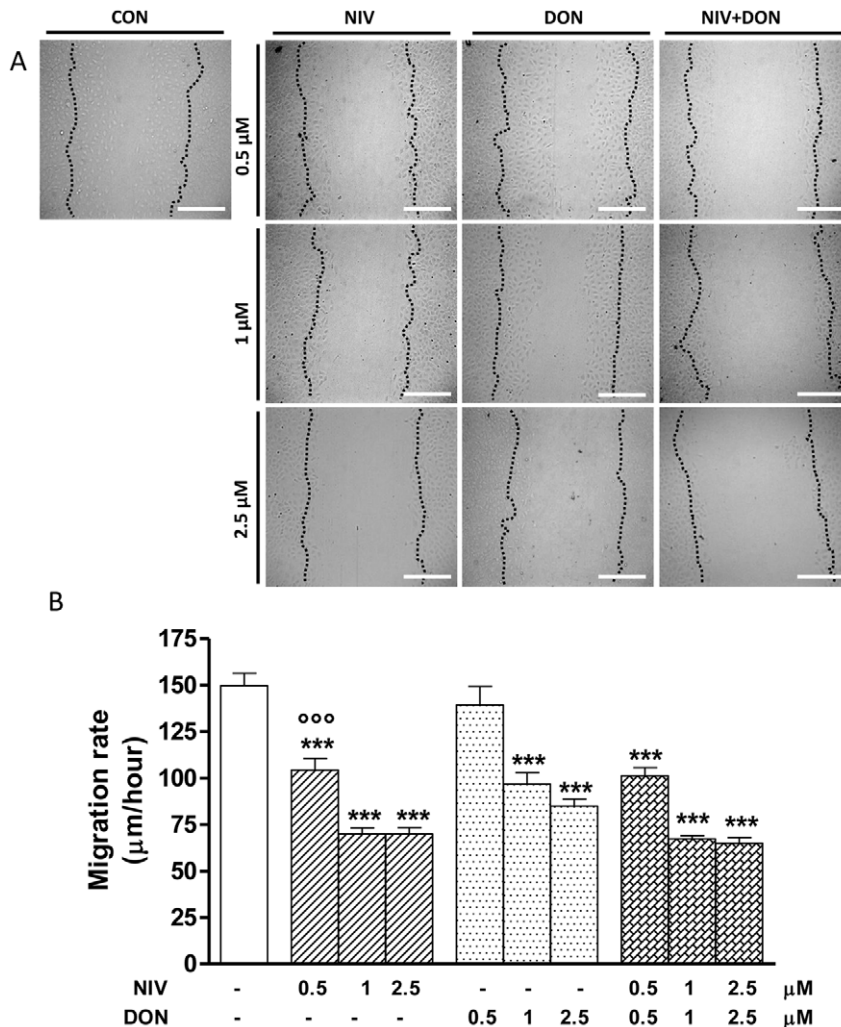 CON NIV DON NIV+DON
A
0.5 µM
1 µM
2.5 µM
B
Migration rate
(µm/hour)
175
150
125
100
75
50
25
0
°°°
***
*** ***
***
***
***
***
***
NIV - 0.5 1 2.5 - - - 0.5 1 2.5 µM
DON - - - - 0.5 1 2.5 0.5 1 2.5 µM